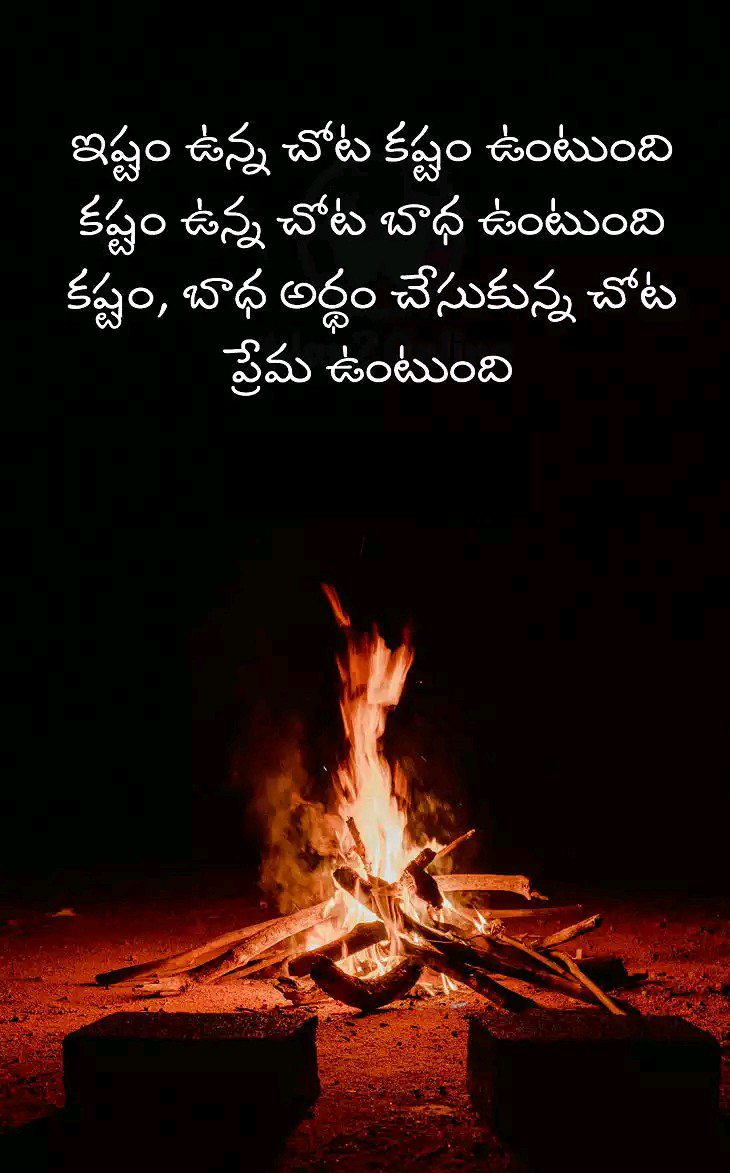 ఇష్టం ఉన్న చోట కష్టం ఉంటుంది
కష్టం ఉన్న చోట బాధ ఉంటుంది
కష్టం, బాధ అర్థం చేసుకున్న చోట
ప్రేమ ఉంటుంది